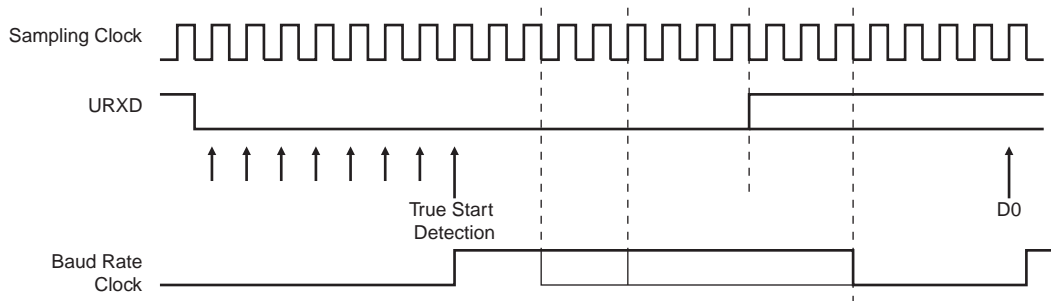 Sampling Clock
URXD
True Start
Detection
D0
Baud Rate
Clock